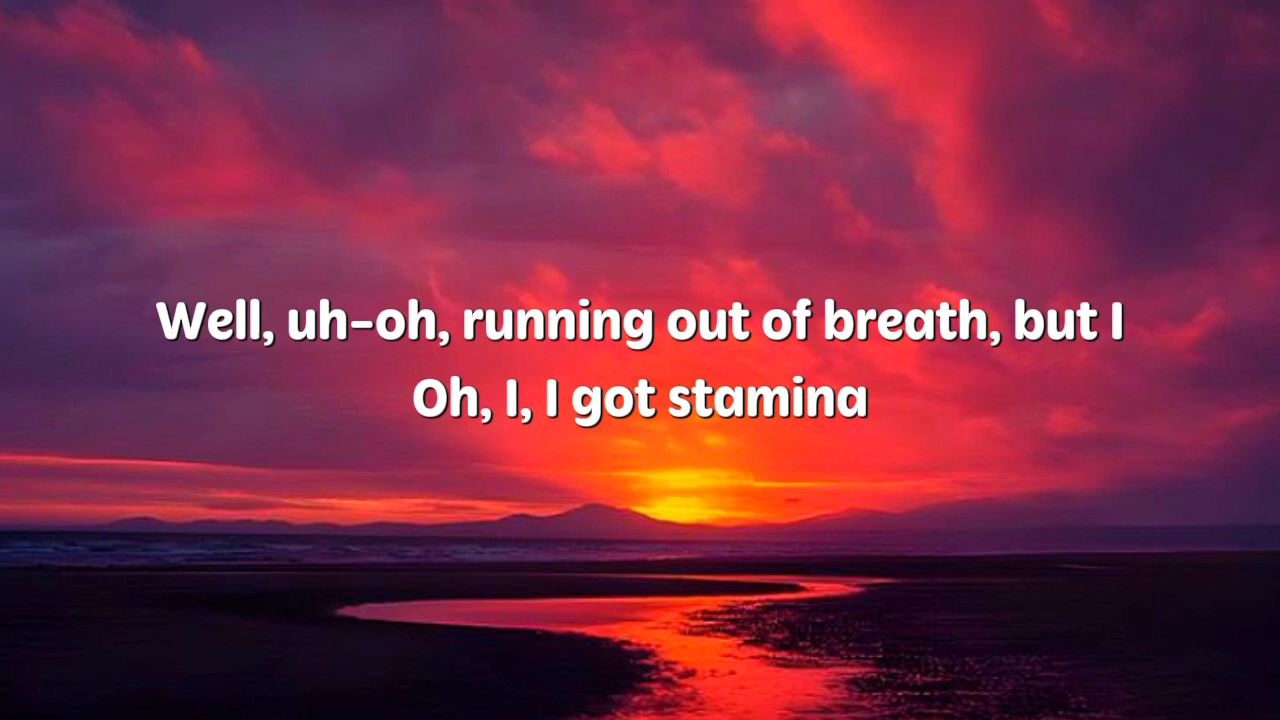 Well, uh-oh, running out of breath, but I
Oh, I, I got stamina